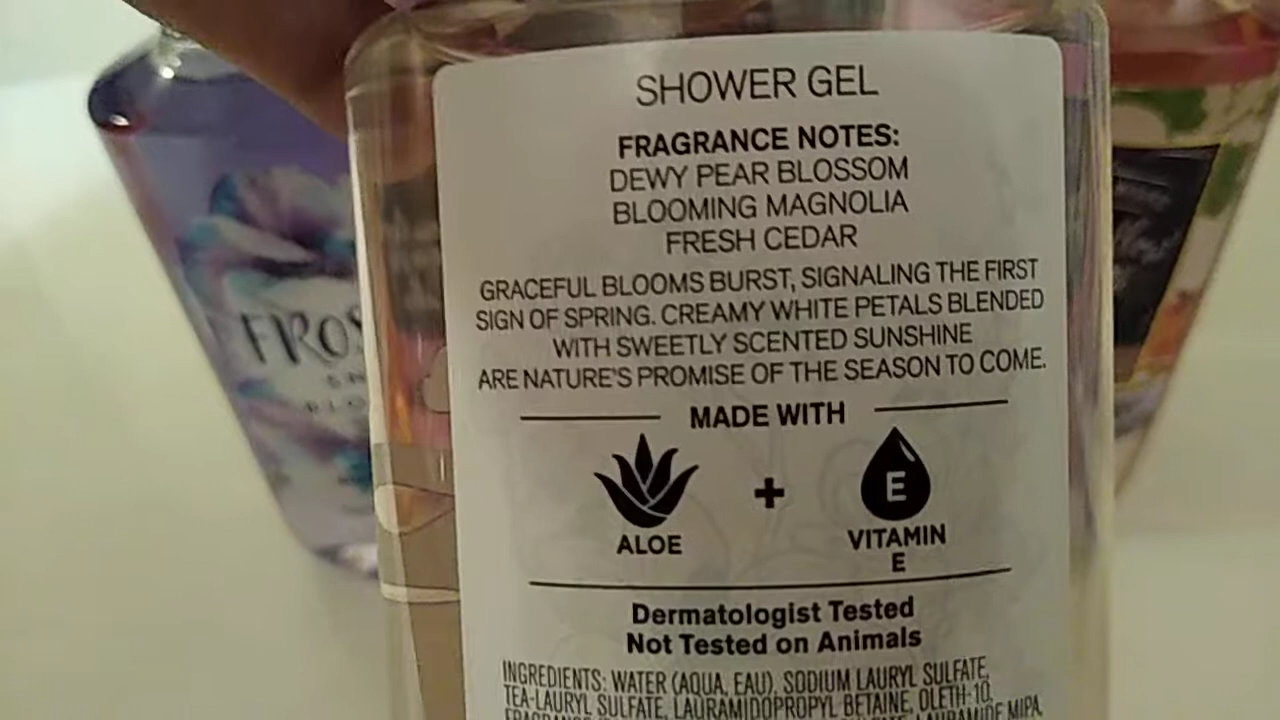 SHOWER GEL
FRAGRANCE NOTES:
DEWY PEAR BLOSSOM
BLOOMING MAGNOLIA
FRESH CEDAR
GRACEFUL BLOOMS BURST, SIGNALING THE FIRST
SIGN OF SPRING. CREAMY WHITE PETALS BLENDED
WITH SWEETLY SCENTED SUNSHINE
ARE NATURE'S PROMISE OF THE SEASON TO COME.
MADE WITH
ALOE
+
E
VITAMIN
E
Dermatologist Tested
Not Tested on Animals
INGREDIENTS: WATER (AQUA, EAU), SODIUM LAURYL SULFATE,
TEA-LAURYL SULFATE, LAURAMIDOPROPYL BETAINE, OLETH-10,
LAURAMIDE MIPA,
FROS